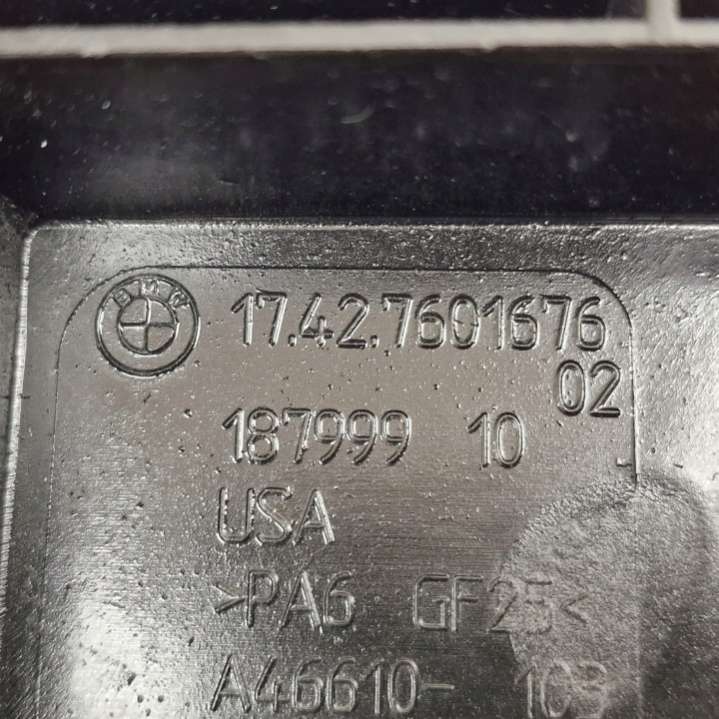 BMW
17.42.7601676
02
187999 10
USA
>PA6 GF25<
A46610- 103